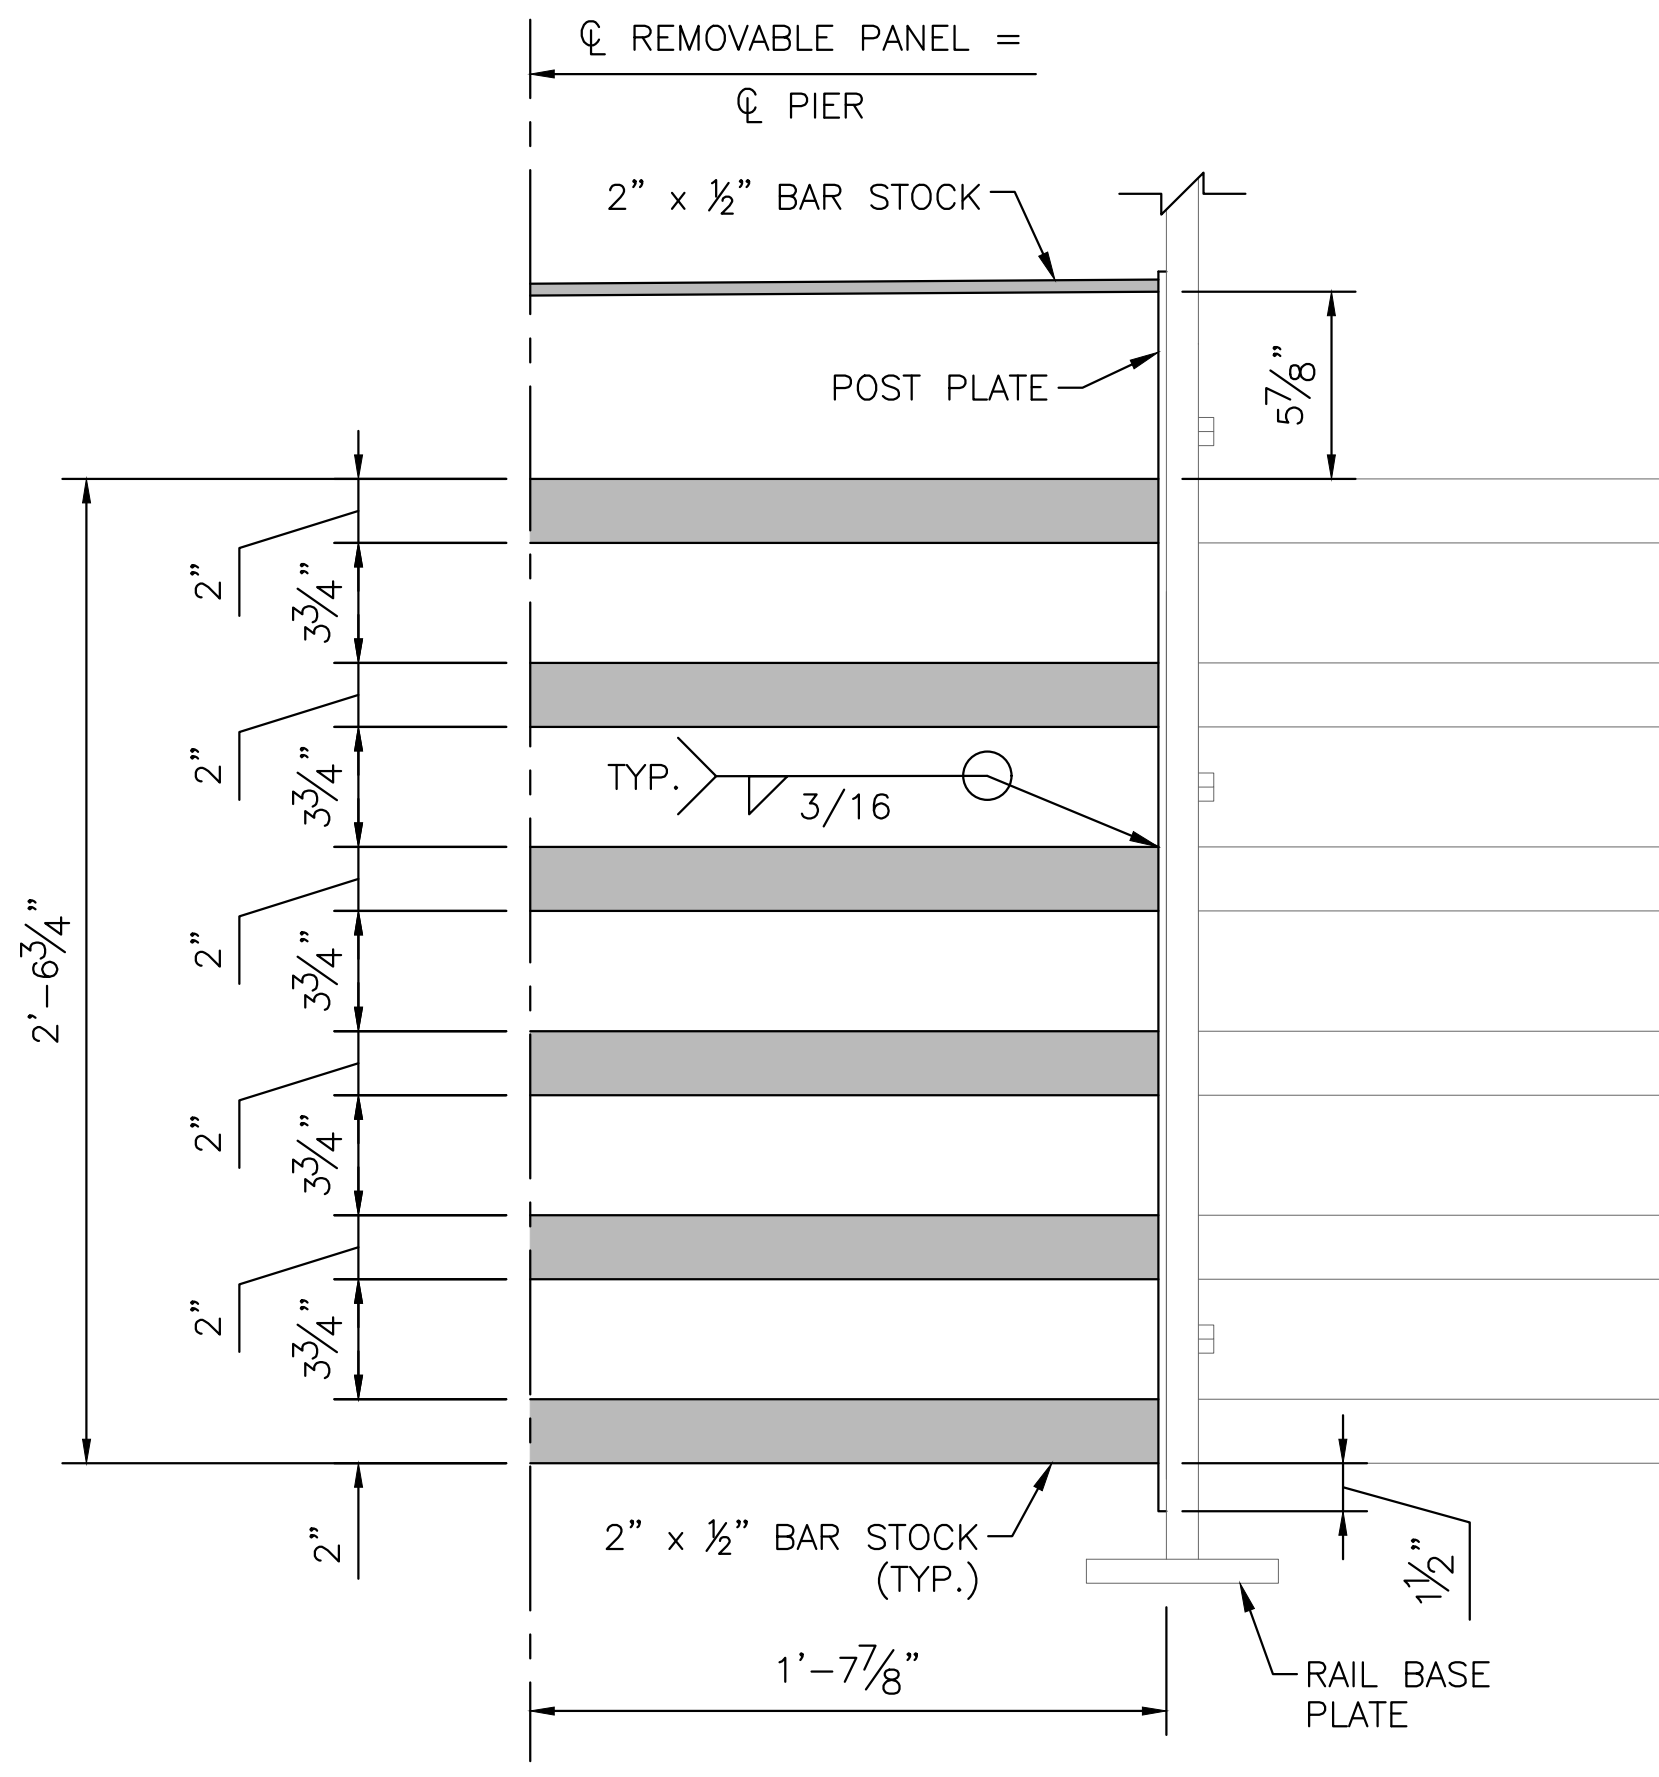 ℄ REMOVABLE PANEL =
℄ PIER
2” x ½” BAR STOCK
POST PLATE
5⅞”
2”
3¾”
2”
3¾”
TYP.
3/16
2”
3¾”
2’–6¾”
2”
3¾”
2”
3¾”
2”
2” x ½” BAR STOCK
(TYP.)
1½”
1’–7⅞”
RAIL BASE
PLATE